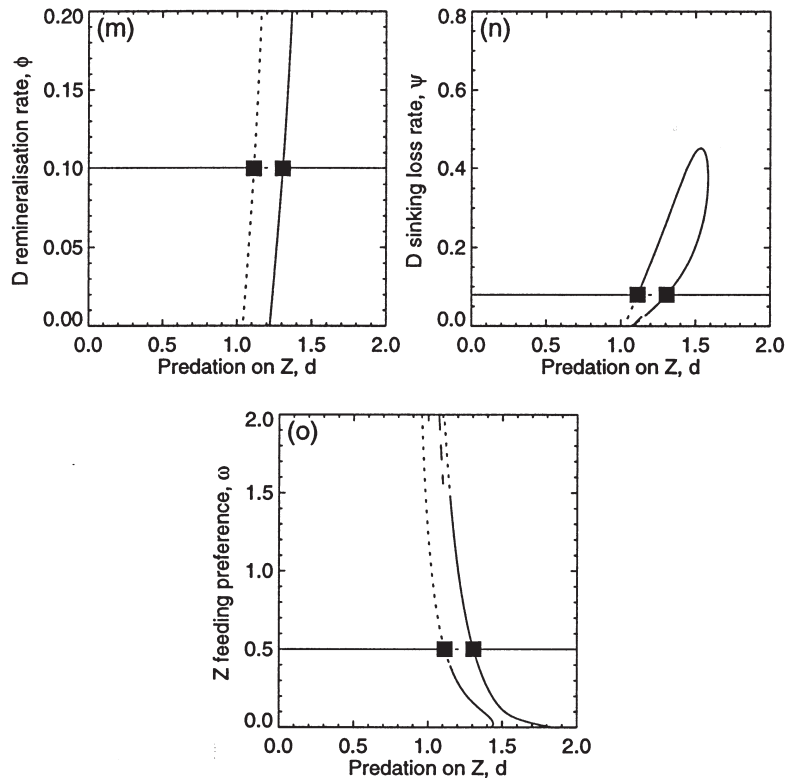 (m)
D remineralisation rate, ϕ
0.20
0.15
0.10
0.05
0.00
0.0 0.5 1.0 1.5 2.0
Predation on Z, d
(n)
D sinking loss rate, ψ
0.8
0.6
0.4
0.2
0.0
0.0 0.5 1.0 1.5 2.0
Predation on Z, d
(o)
Z feeding preference, ω
2.0
1.5
1.0
0.5
0.0
0.0 0.5 1.0 1.5 2.0
Predation on Z, d